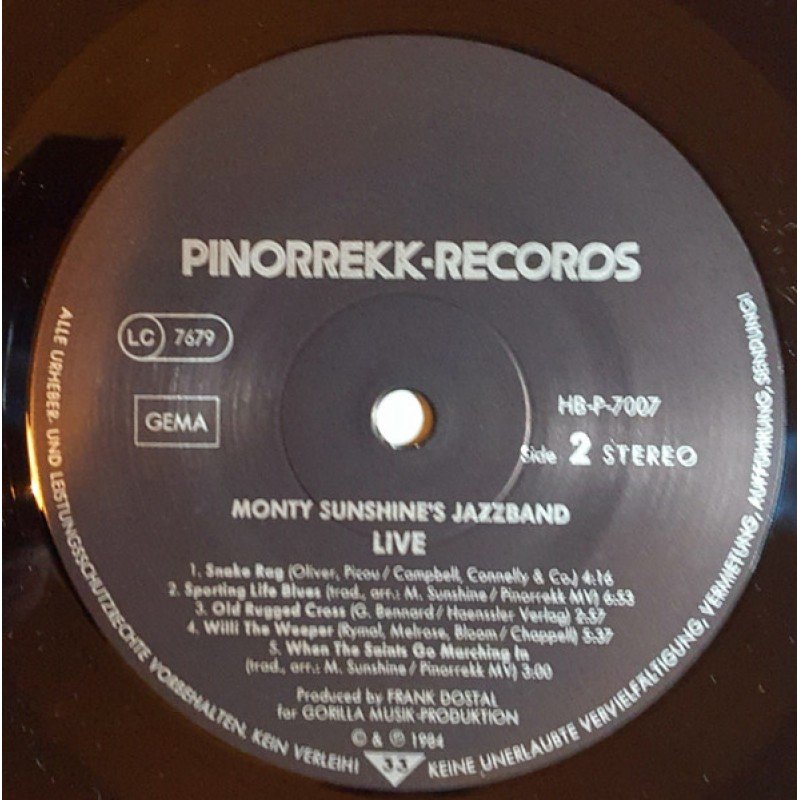 PINORREKK-RECORDS
LC 7679
GEMA
HB-P-7007
Side 2 STEREO
MONTY SUNSHINE'S JAZZBAND
LIVE
1. Snake Rag (Oliver, Picou / Campbell, Connelly & Co.) 4:16
2. Sporting Life Blues (trad., arr.: M. Sunshine / Pinorrekk MV) 6:53
3. Old Rugged Cross (G. Bennard / Haenssler Verlag) 2:57
4. Willi The Weeper (Rymal, Melrose, Bloom / Chappell) 5:37
5. When The Saints Go Marching In
(trad., arr.: M. Sunshine / Pinorrekk MV) 3:00
Produced by FRANK DOSTAL
for GORILLA MUSIK-PRODUKTION
© & ℗ 1984
33
ALLE URHEBER- UND LEISTUNGSSCHUTZRECHTE VORBEHALTEN. KEIN VERLEIH! KEINE UNERLAUBTE VERVIELFÄLTIGUNG, VERMIETUNG, AUFFÜHRUNG, SENDUNG!